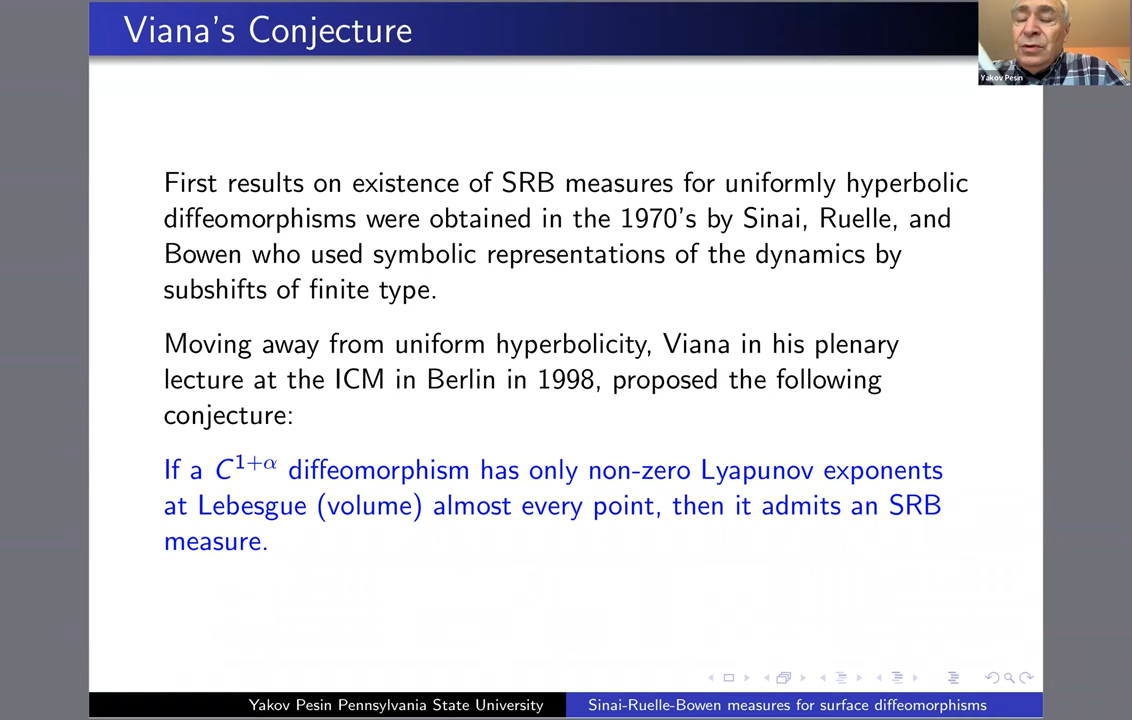 Viana's Conjecture
Yakov Pesin
First results on existence of SRB measures for uniformly hyperbolic
diffeomorphisms were obtained in the 1970's by Sinai, Ruelle, and
Bowen who used symbolic representations of the dynamics by
subshifts of finite type.
Moving away from uniform hyperbolicity, Viana in his plenary
lecture at the ICM in Berlin in 1998, proposed the following
conjecture:
If a C^{1+α} diffeomorphism has only non-zero Lyapunov exponents
at Lebesgue (volume) almost every point, then it admits an SRB
measure.
Yakov Pesin Pennsylvania State University
Sinai-Ruelle-Bowen measures for surface diffeomorphisms